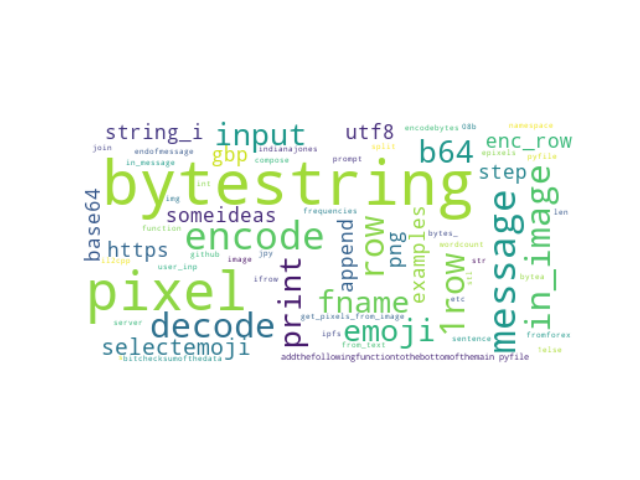 string_i
input
utf8
encodebytes
08b
namespace
join
endofmessage
indianajones
split
enc_row
in_message
gbp
compose
prompt
b64
epixels
pyfile
bytestring
int
step
img
base64
someideas
frequencies
examples
len
function
encode
append
row
png
bytes_
https
github
image
jpy
wordcount
str
in_image
message
user_inp
ifrow
etc
bytea
pixel
print
fname
1row
server
get_pixels_from_image
ipfs
emoji
sentence
fromforex
decode
selectemoji
from_text
?else
bitchecksumofthedata
addthefollowingfunctiontothebottomofthemain pyfile